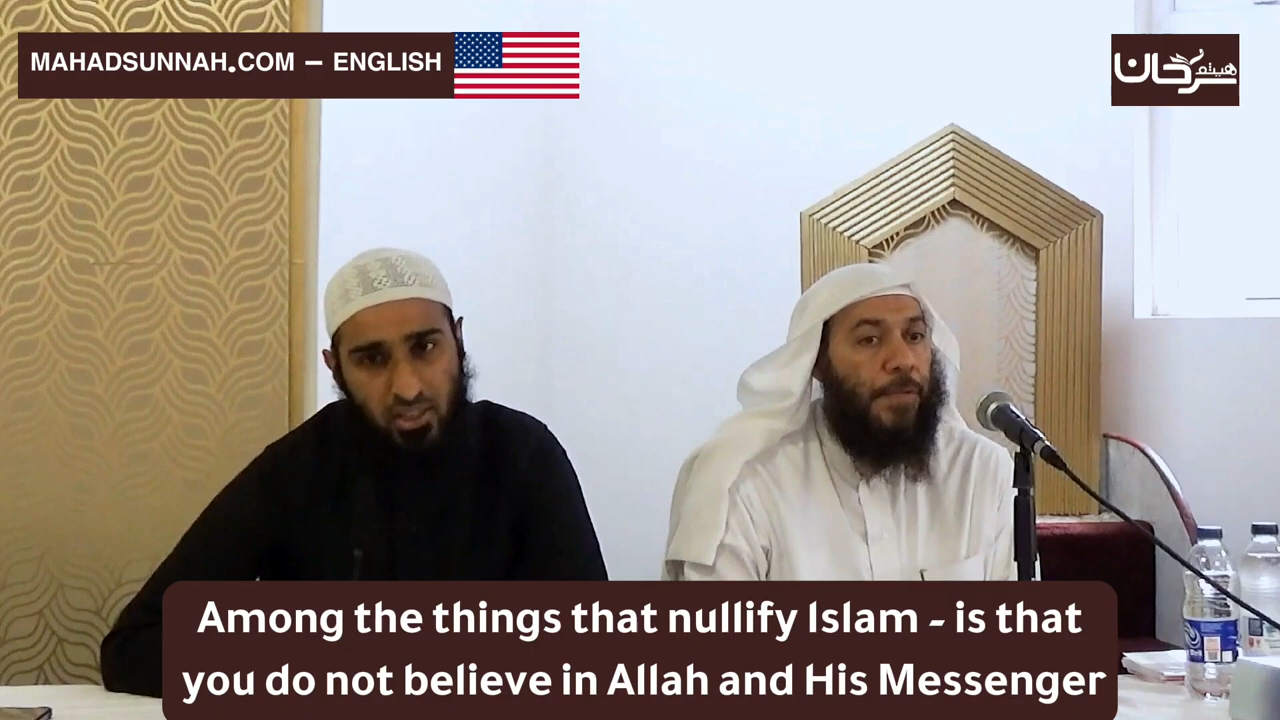 MAHADSUNNAH.COM – ENGLISH
هيثم
سرحان
Among the things that nullify Islam - is that
you do not believe in Allah and His Messenger